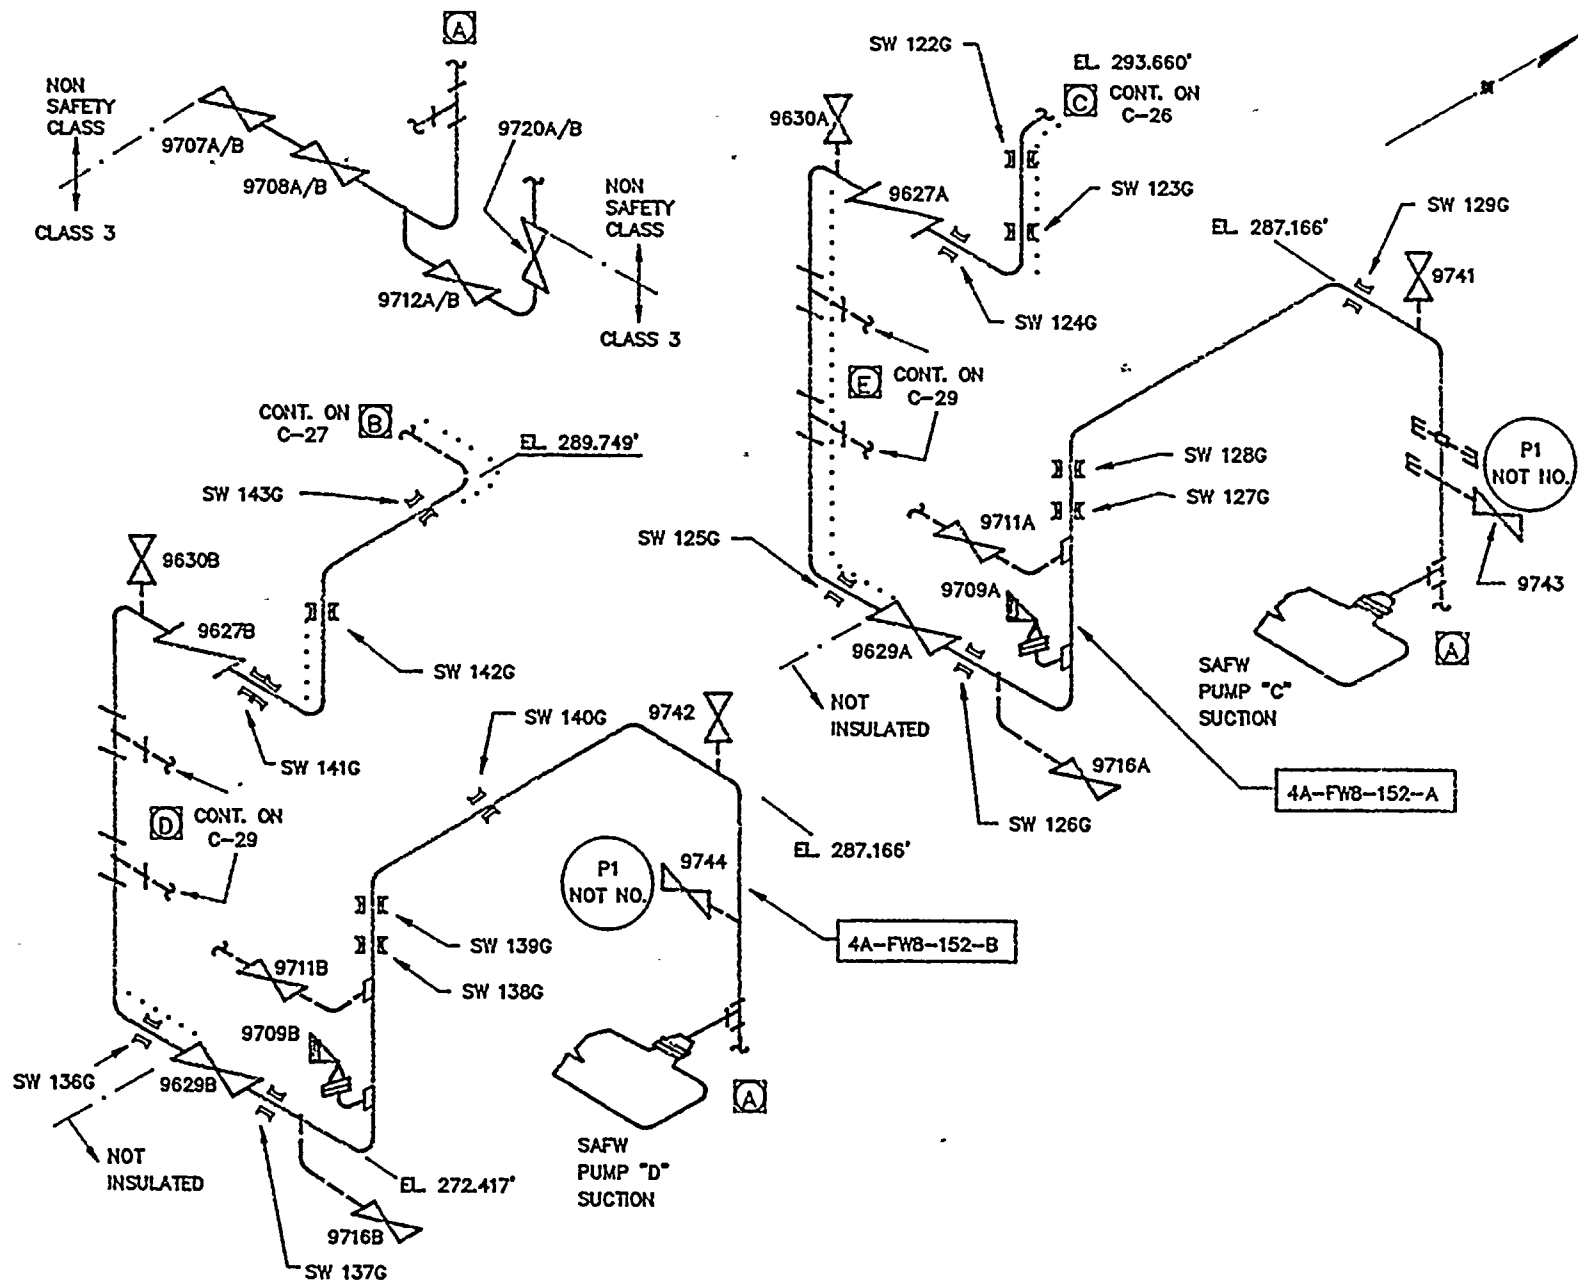 A
NON
SAFETY
CLASS
9707A/B
9708A/B
CLASS 3
9720A/B
9712A/B
NON
SAFETY
CLASS
CLASS 3
SW 122G
EL. 293.660'
C CONT. ON
C-26
9630A
9627A
SW 123G
SW 124G
EL. 287.166'
SW 129G
9741
E CONT. ON
C-29
P1
NOT NO.
SW 128G
SW 127G
9711A
SW 125G
9709A
9743
9629A
NOT
INSULATED
SAFW
PUMP "C"
SUCTION
A
9716A
4A-FW8-152-A
SW 126G
CONT. ON B
C-27
EL. 289.749'
SW 143G
9630B
9627B
SW 142G
SW 141G
SW 140G
9742
D CONT. ON
C-29
EL. 287.166'
P1
NOT NO.
9744
SW 139G
4A-FW8-152-B
9711B
SW 138G
9709B
SW 136G
9629B
NOT
INSULATED
A
SAFW
PUMP "D"
SUCTION
EL. 272.417'
9716B
SW 137G